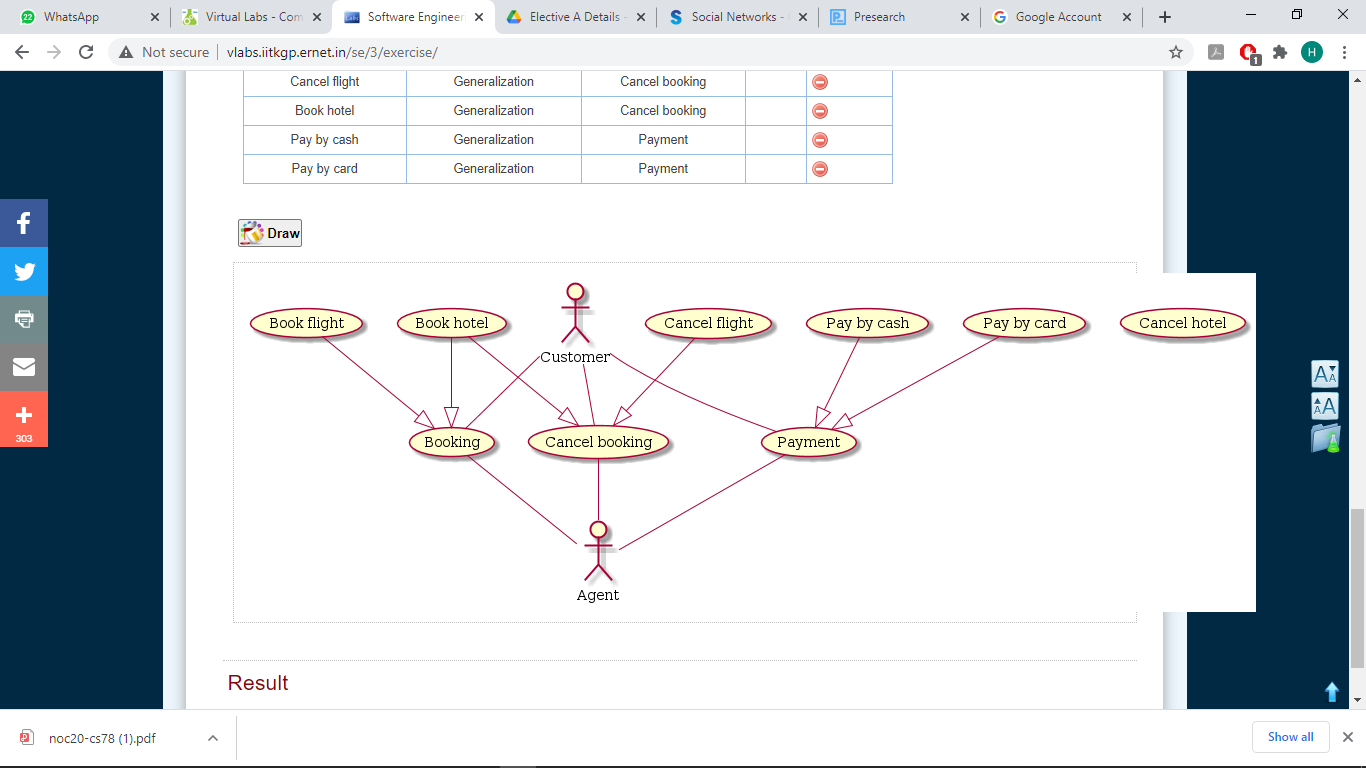 22 WhatsApp
Virtual Labs - Com
Software Engineer
Elective A Details -
Social Networks -
Presearch
Google Account
Not secure | vlabs.iitkgp.ernet.in/se/3/exercise/
1
H
Cancel flight Generalization Cancel booking
Book hotel Generalization Cancel booking
Pay by cash Generalization Payment
Pay by card Generalization Payment
Draw
Book flight Book hotel Cancel flight Pay by cash Pay by card Cancel hotel
Customer
Booking Cancel booking Payment
Agent
303
AA
AA
Result
noc20-cs78 (1).pdf
Show all